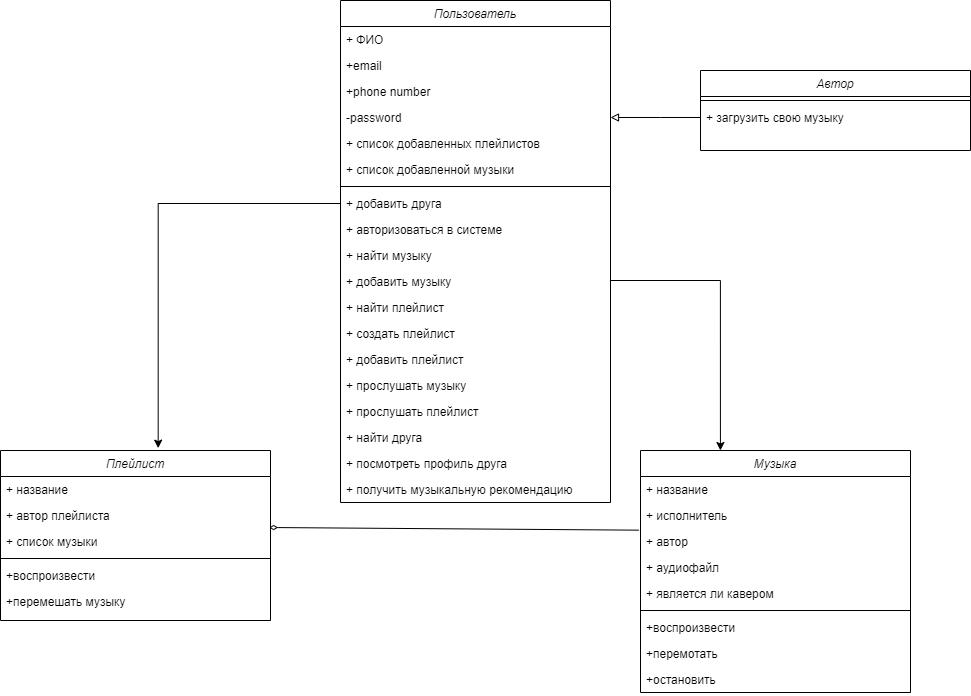 Пользователь
+ ФИО
+email
+phone number
-password
+ список добавленных плейлистов
+ список добавленной музыки
+ добавить друга
+ авторизоваться в системе
+ найти музыку
+ добавить музыку
+ найти плейлист
+ создать плейлист
+ добавить плейлист
+ прослушать музыку
+ прослушать плейлист
+ найти друга
+ посмотреть профиль друга
+ получить музыкальную рекомендацию
Автор
+ загрузить свою музыку
Плейлист
+ название
+ автор плейлиста
+ список музыки
+воспроизвести
+перемешать музыку
Музыка
+ название
+ исполнитель
+ автор
+ аудиофайл
+ является ли кавером
+воспроизвести
+перемотать
+остановить